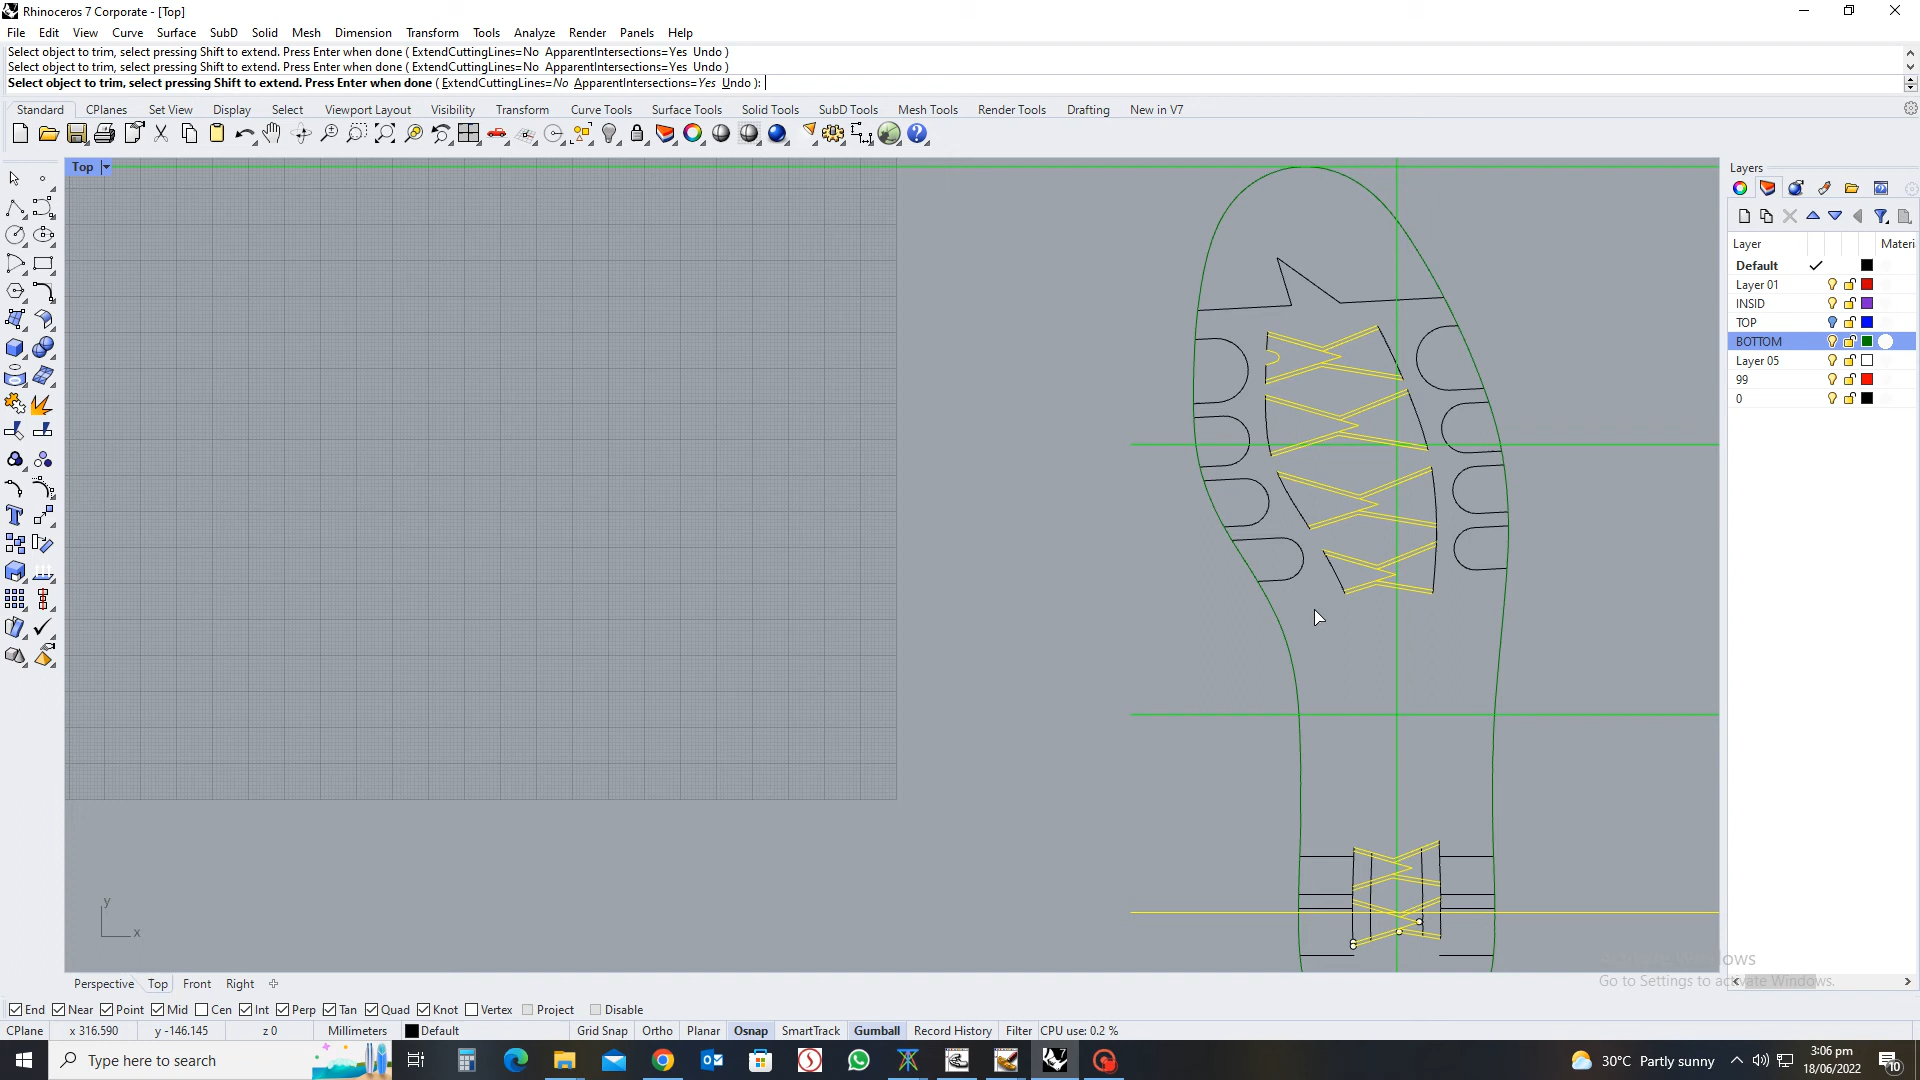 Rhinoceros 7 Corporate - [Top]
File Edit View Curve Surface SubD Solid Mesh Dimension Transform Tools Analyze Render Panels Help
Select object to trim, select pressing Shift to extend. Press Enter when done ( ExtendCuttingLines=No ApparentIntersections=Yes Undo )
Select object to trim, select pressing Shift to extend. Press Enter when done ( ExtendCuttingLines=No ApparentIntersections=Yes Undo )
Select object to trim, select pressing Shift to extend. Press Enter when done ( ExtendCuttingLines=No ApparentIntersections=Yes Undo ):
Standard CPlanes Set View Display Select Viewport Layout Visibility Transform Curve Tools Surface Tools Solid Tools SubD Tools Mesh Tools Render Tools Drafting New in V7
Top
Layers
Layer Materi
Default
Layer 01
INSID
TOP
BOTTOM
Layer 05
99
0
y
x
Go to Settings to activate Windows.
Perspective Top Front Right
End Near Point Mid Cen Int Perp Tan Quad Knot Vertex Project Disable
CPlane x 316.590 y -146.145 z 0 Millimeters Default Grid Snap Ortho Planar Osnap SmartTrack Gumball Record History Filter CPU use: 0.2 %
Type here to search
30°C Partly sunny
3:06 pm
18/06/2022
10